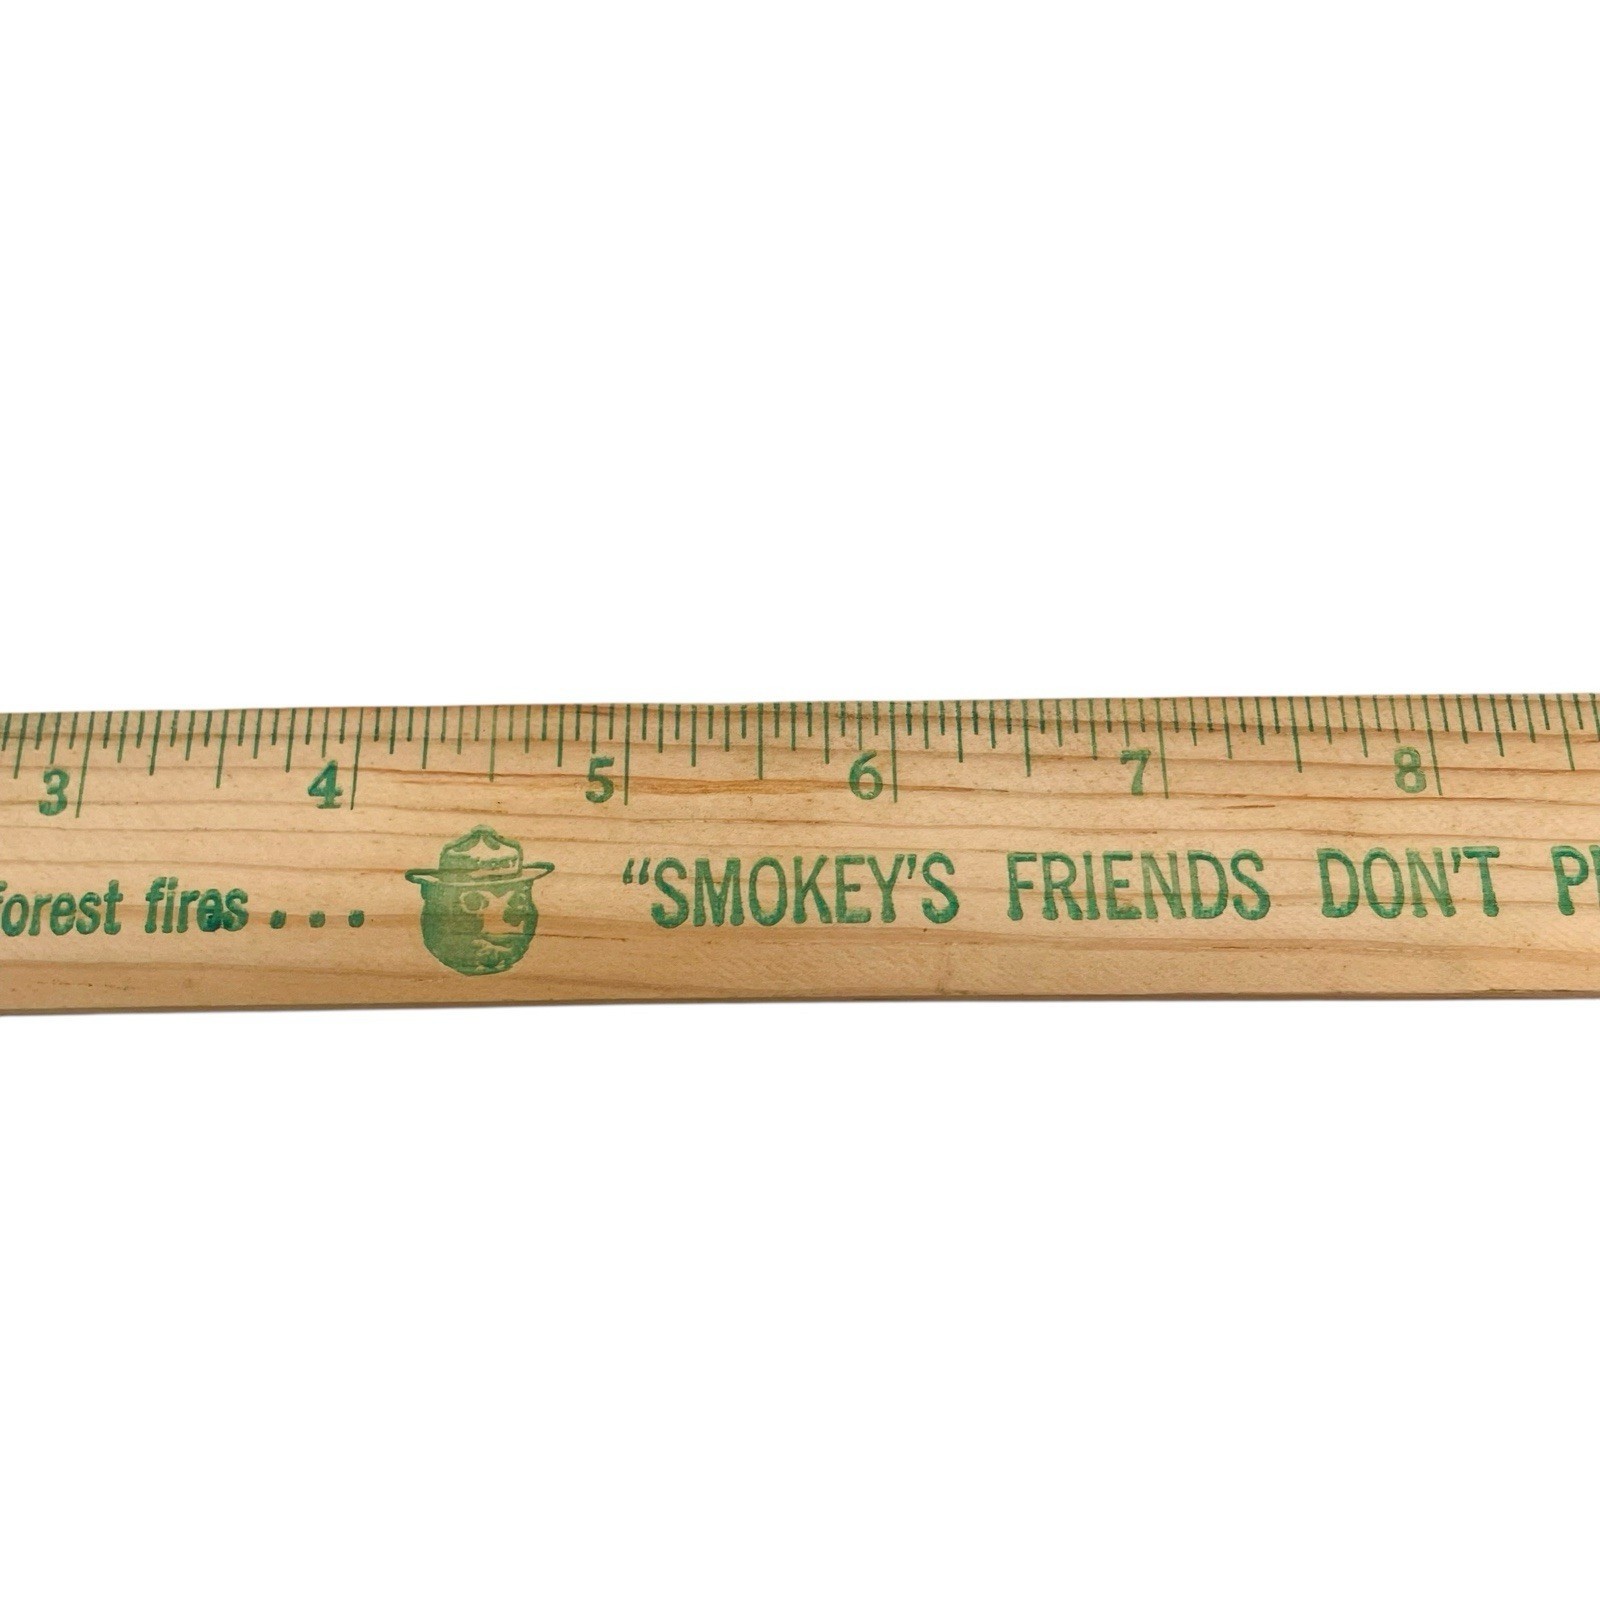 3 4 5 6 7 8
forest fires . . . "SMOKEY'S FRIENDS DON'T